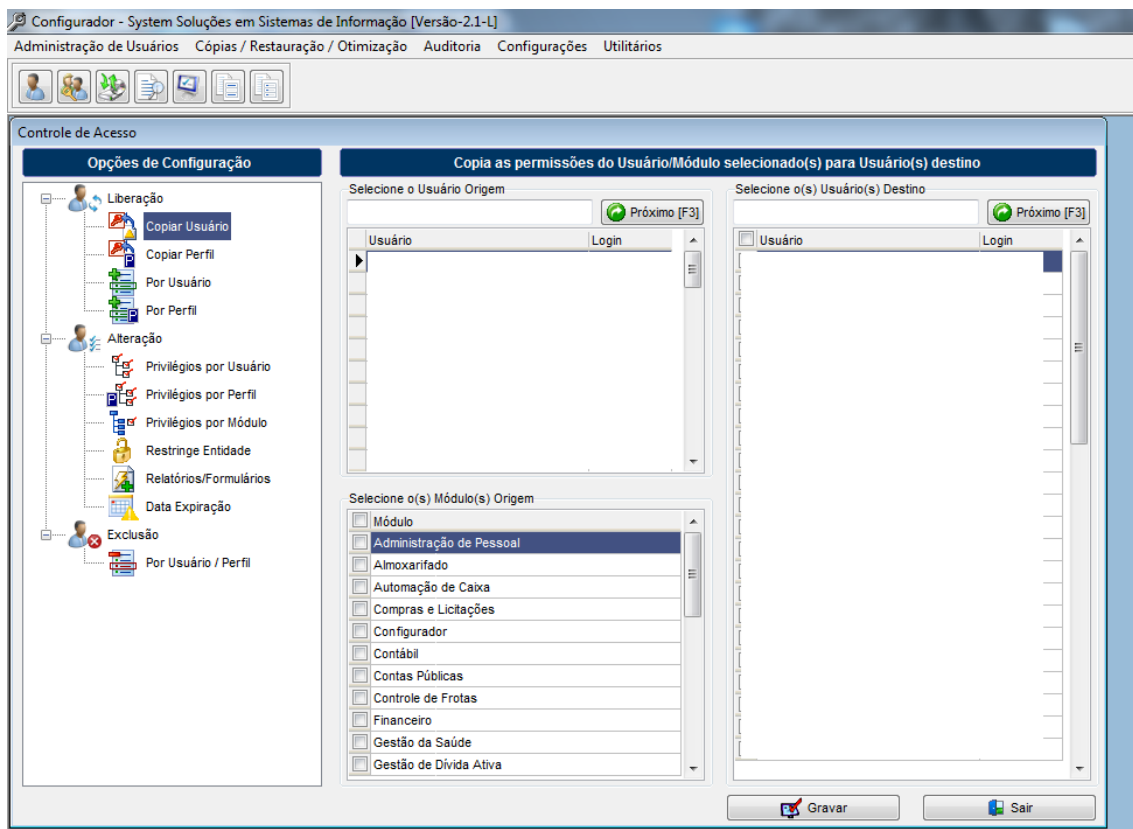 Configurador - System Soluções em Sistemas de Informação [Versão-2.1-L]
Administração de Usuários Cópias / Restauração / Otimização Auditoria Configurações Utilitários
Controle de Acesso
Opções de Configuração
Liberação
Copiar Usuário
Copiar Perfil
Por Usuário
Por Perfil
Alteração
Privilégios por Usuário
Privilégios por Perfil
Privilégios por Módulo
Restringe Entidade
Relatórios/Formulários
Data Expiração
Exclusão
Por Usuário / Perfil
Copia as permissões do Usuário/Módulo selecionado(s) para Usuário(s) destino
Selecione o Usuário Origem
Próximo [F3]
Usuário Login
Selecione o(s) Módulo(s) Origem
Módulo
Administração de Pessoal
Almoxarifado
Automação de Caixa
Compras e Licitações
Configurador
Contábil
Contas Públicas
Controle de Frotas
Financeiro
Gestão da Saúde
Gestão de Dívida Ativa
Selecione o(s) Usuário(s) Destino
Próximo [F3]
Usuário Login
Gravar Sair